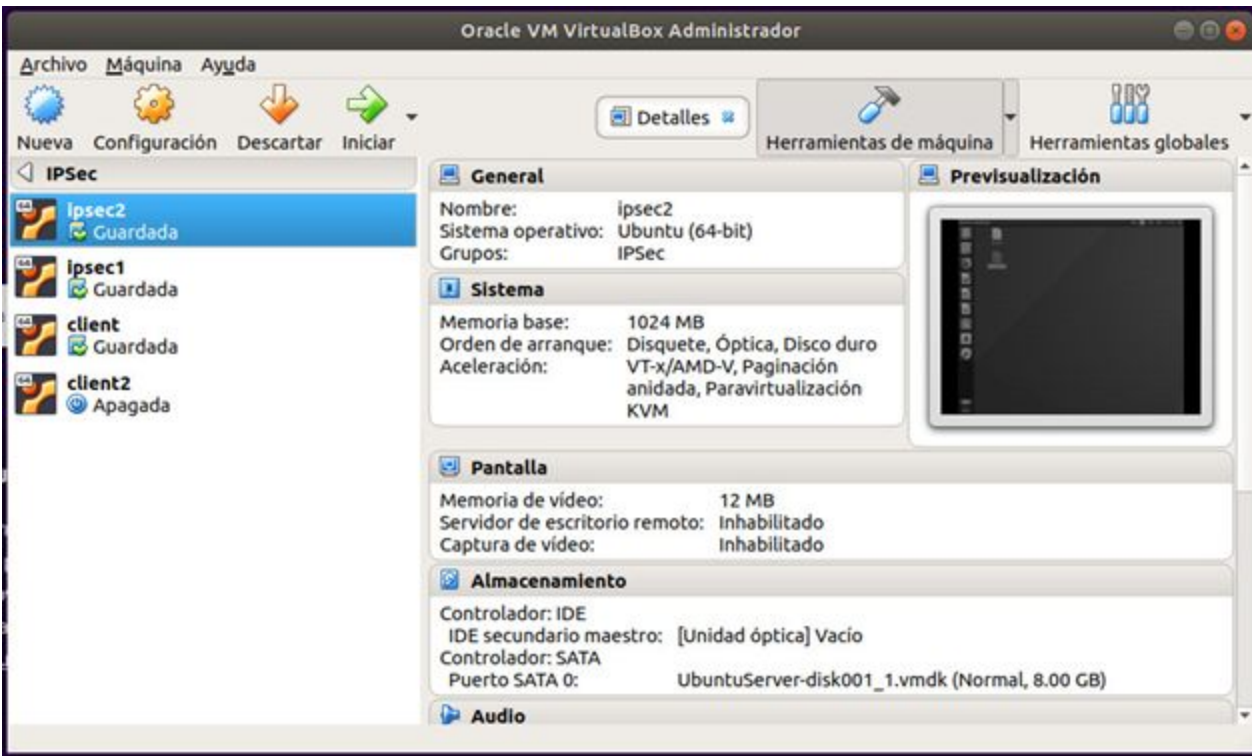 Oracle VM VirtualBox Administrador
Archivo Máquina Ayuda
Nueva Configuración Descartar Iniciar
Detalles
Herramientas de máquina
Herramientas globales
IPSec
64
ipsec2
Guardada
64
ipsec1
Guardada
64
client
Guardada
64
client2
Apagada
General
Nombre: ipsec2
Sistema operativo: Ubuntu (64-bit)
Grupos: IPSec
Previsualización
Sistema
Memoria base: 1024 MB
Orden de arranque: Disquete, Óptica, Disco duro
Aceleración: VT-x/AMD-V, Paginación
anidada, Paravirtualización
KVM
Pantalla
Memoria de vídeo: 12 MB
Servidor de escritorio remoto: Inhabilitado
Captura de vídeo: Inhabilitado
Almacenamiento
Controlador: IDE
IDE secundario maestro: [Unidad óptica] Vacío
Controlador: SATA
Puerto SATA 0: UbuntuServer-disk001_1.vmdk (Normal, 8.00 GB)
Audio